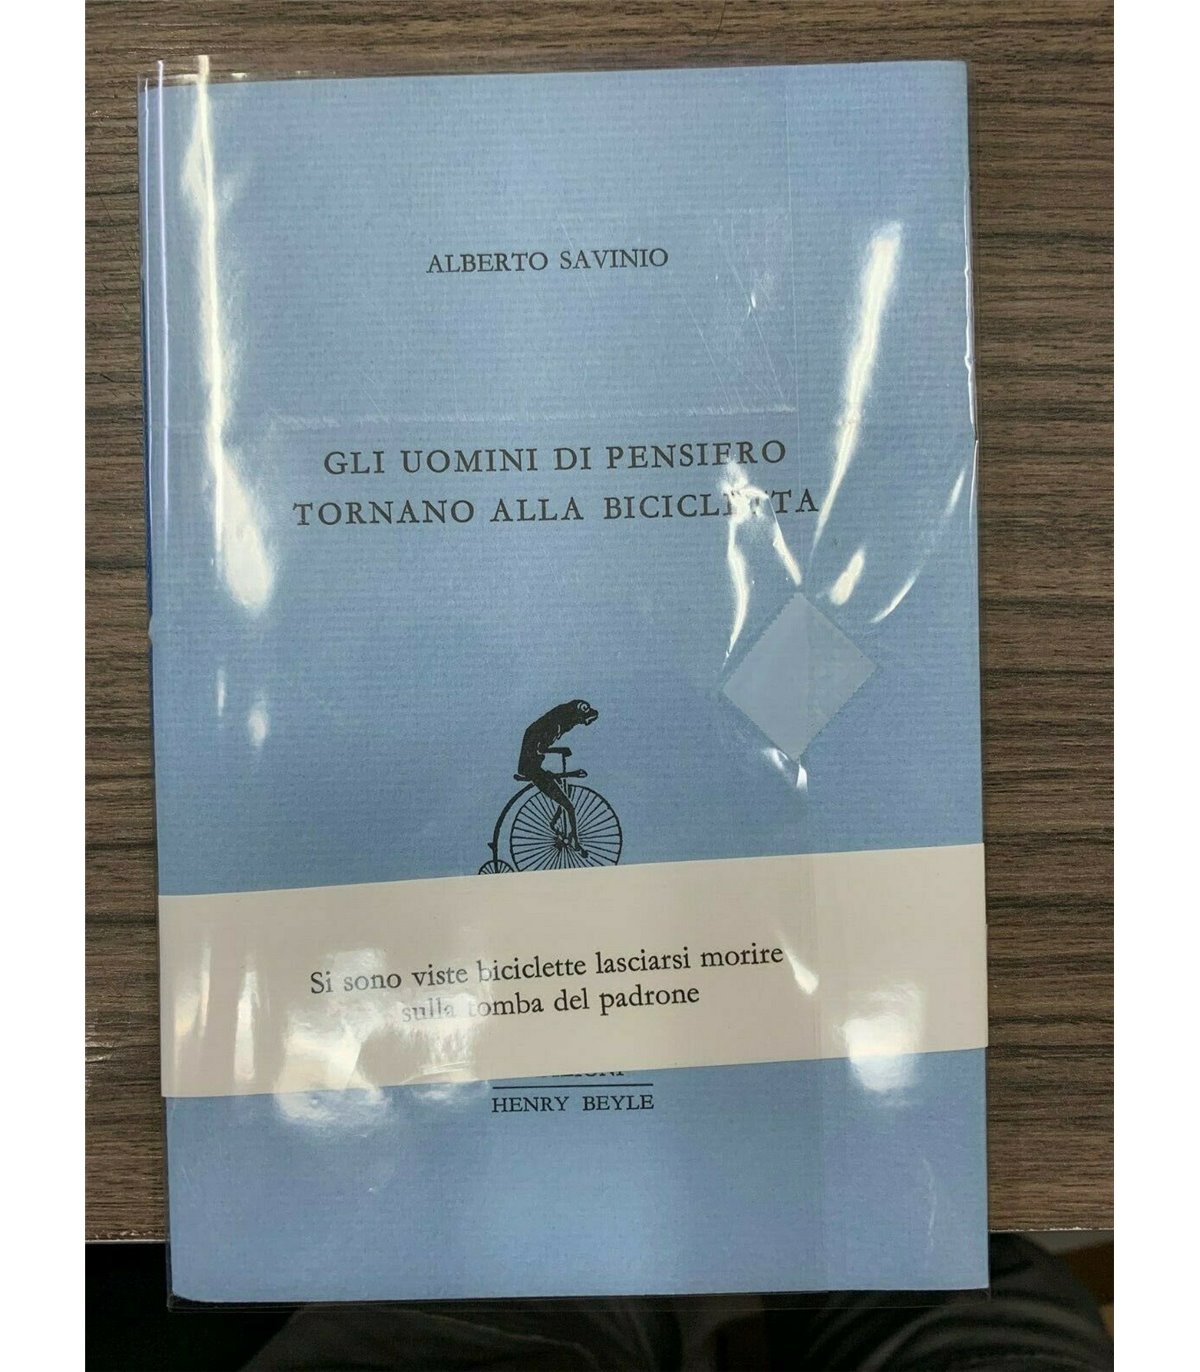 ALBERTO SAVINIO
GLI UOMINI DI PENSIERO
TORNANO ALLA BICICLETTA
Si sono viste biciclette lasciarsi morire
sulla tomba del padrone
HENRY BEYLE